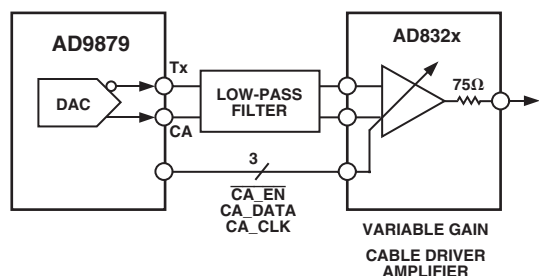 AD9879
AD832x
Tx
DAC
LOW-PASS
FILTER
75Ω
CA
3
CA_EN
CA_DATA
CA_CLK
VARIABLE GAIN
CABLE DRIVER
AMPLIFIER